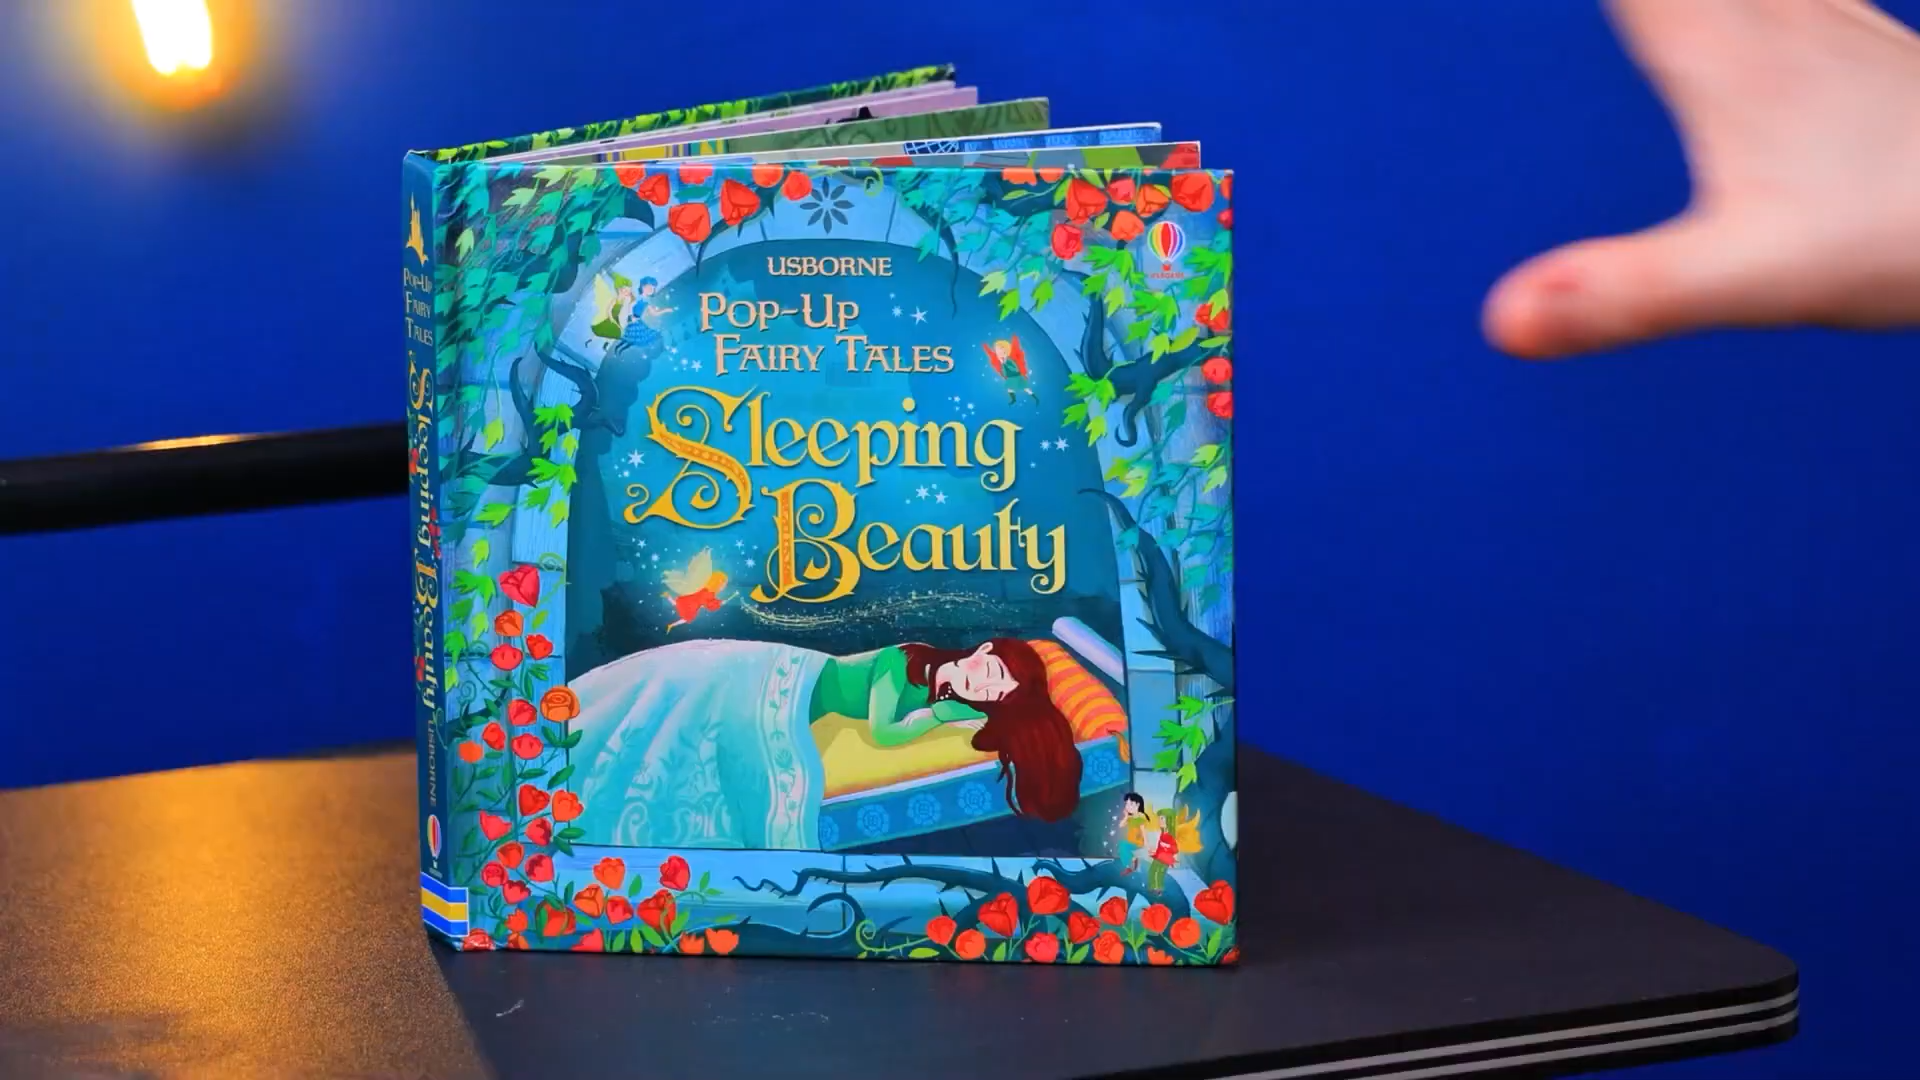 USBORNE
Pop-Up
Fairy Tales
Sleeping
Beauty
Pop-Up
Fairy
Tales
Sleeping Beauty
USBORNE